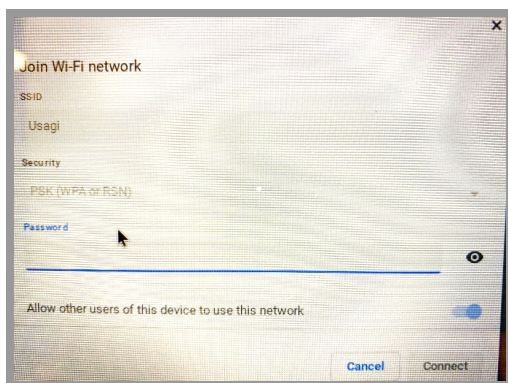 Join Wi-Fi network
SSID
Usagi
Security
PSK (WPA or RSN)
Password
Allow other users of this device to use this network
Cancel
Connect